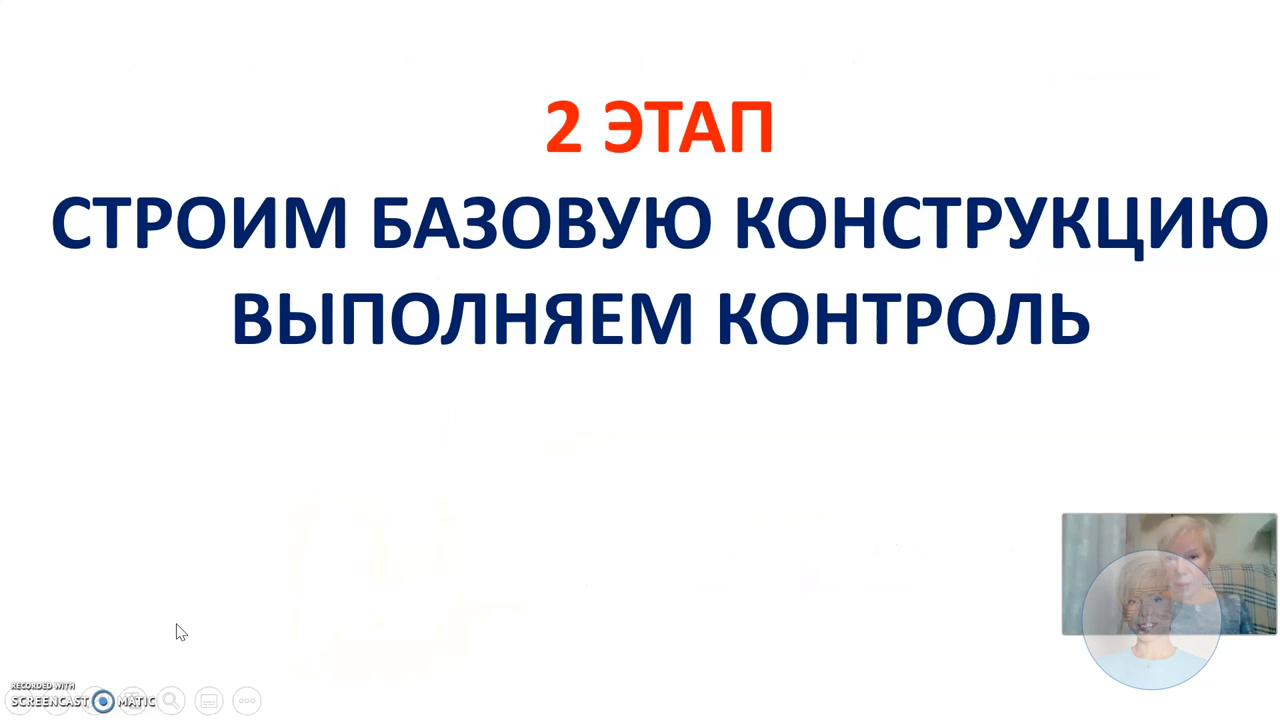 2 ЭТАП
СТРОИМ БАЗОВУЮ КОНСТРУКЦИЮ
ВЫПОЛНЯЕМ КОНТРОЛЬ
RECORDED WITH
SCREENCAST MATIC